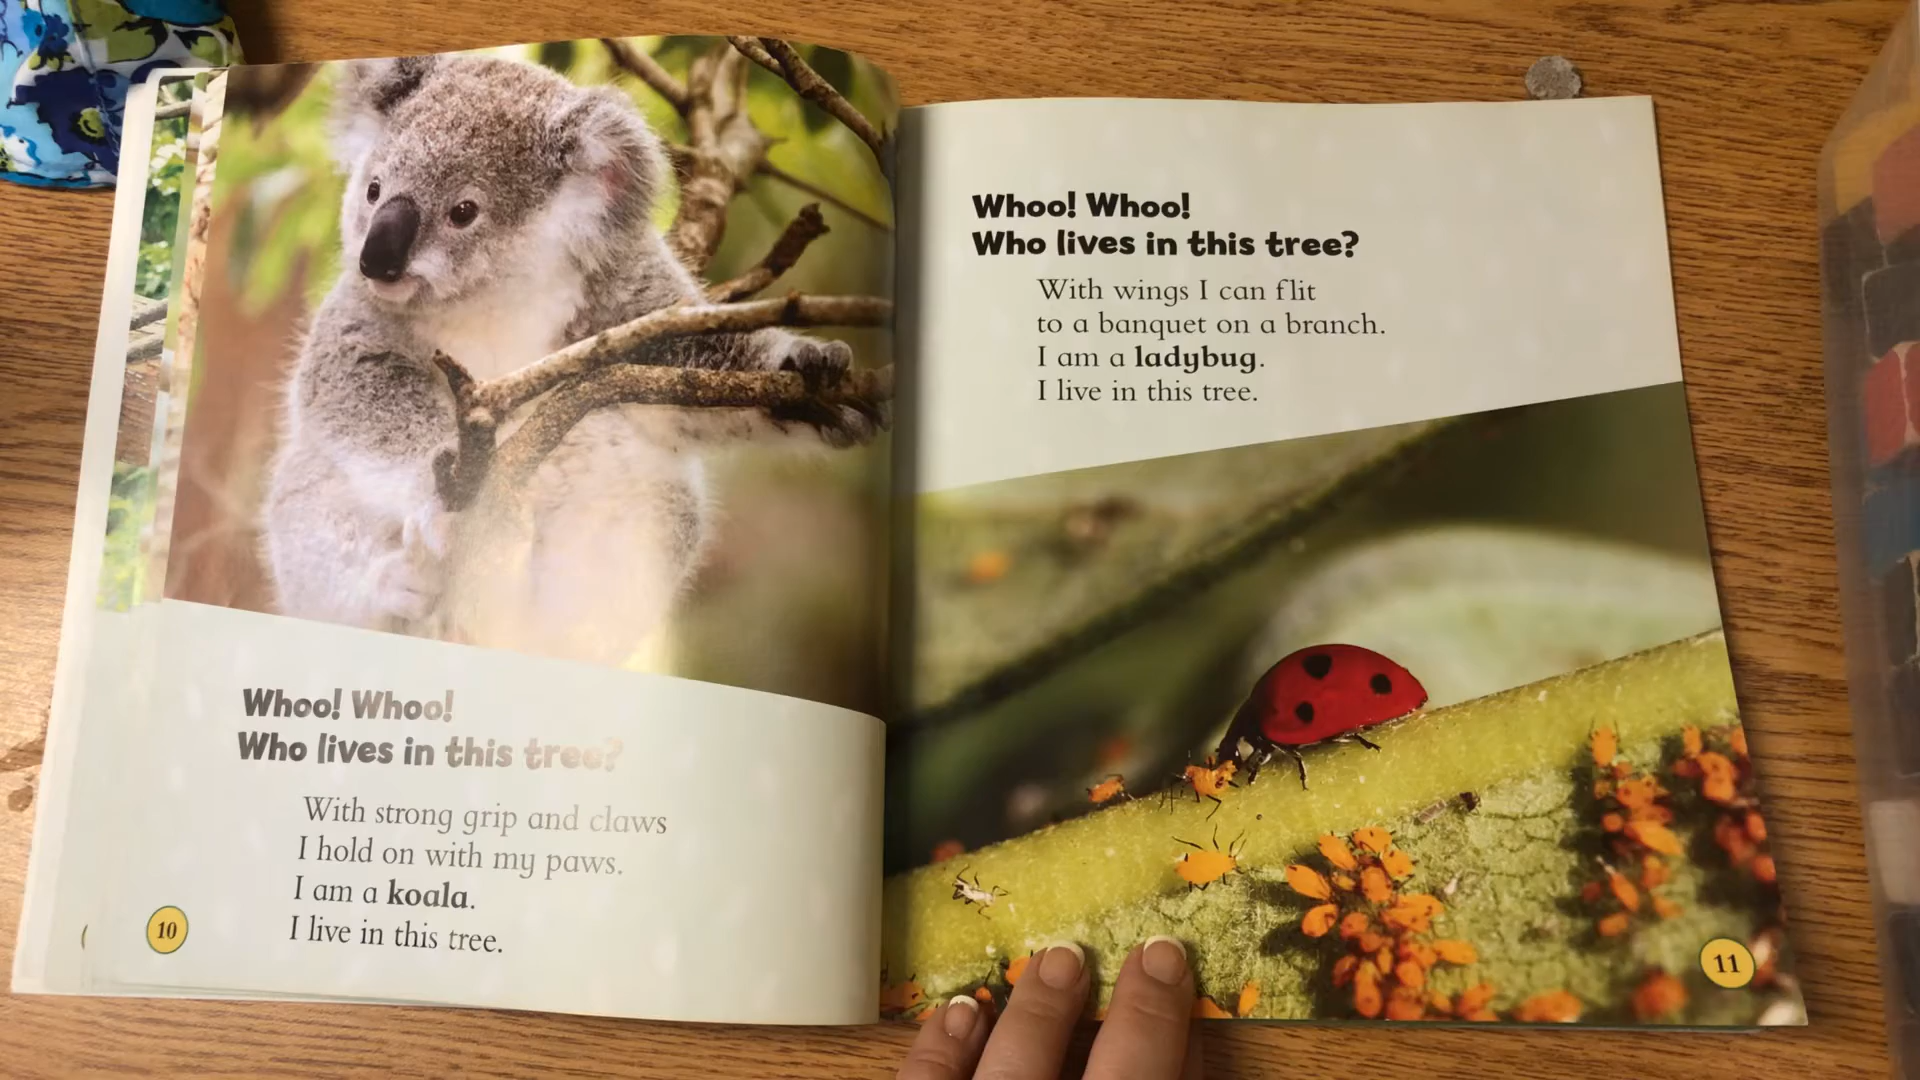 Whoo! Whoo!
Who lives in this tree?
With strong grip and claws
I hold on with my paws.
I am a koala.
I live in this tree.
10
Whoo! Whoo!
Who lives in this tree?
With wings I can flit
to a banquet on a branch.
I am a ladybug.
I live in this tree.
11